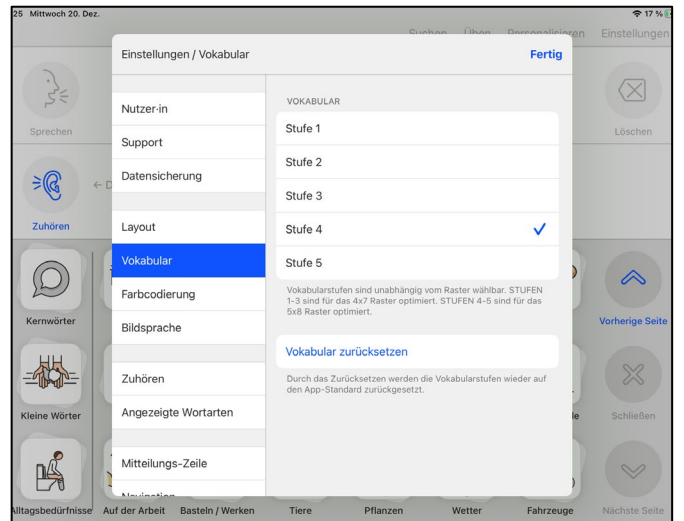 25 Mittwoch 20. Dez.
17 %
Suchen Üben Personalisieren Einstellungen
Einstellungen / Vokabular
Fertig
Sprechen
Löschen
Zuhören
Kernwörter
Vorherige Seite
Kleine Wörter
Schließen
Alltagsbedürfnisse
Auf der Arbeit
Basteln / Werken
Tiere
Pflanzen
Wetter
Fahrzeuge
Nächste Seite
Nutzer·in
Support
Datensicherung
Layout
Vokabular
Farbcodierung
Bildsprache
Zuhören
Angezeigte Wortarten
Mitteilungs-Zeile
Navigation
VOKABULAR
Stufe 1
Stufe 2
Stufe 3
Stufe 4
Stufe 5
Vokabularstufen sind unabhängig vom Raster wählbar. STUFEN
1-3 sind für das 4x7 Raster optimiert. STUFEN 4-5 sind für das
5x8 Raster optimiert.
Vokabular zurücksetzen
Durch das Zurücksetzen werden die Vokabularstufen wieder auf
den App-Standard zurückgesetzt.